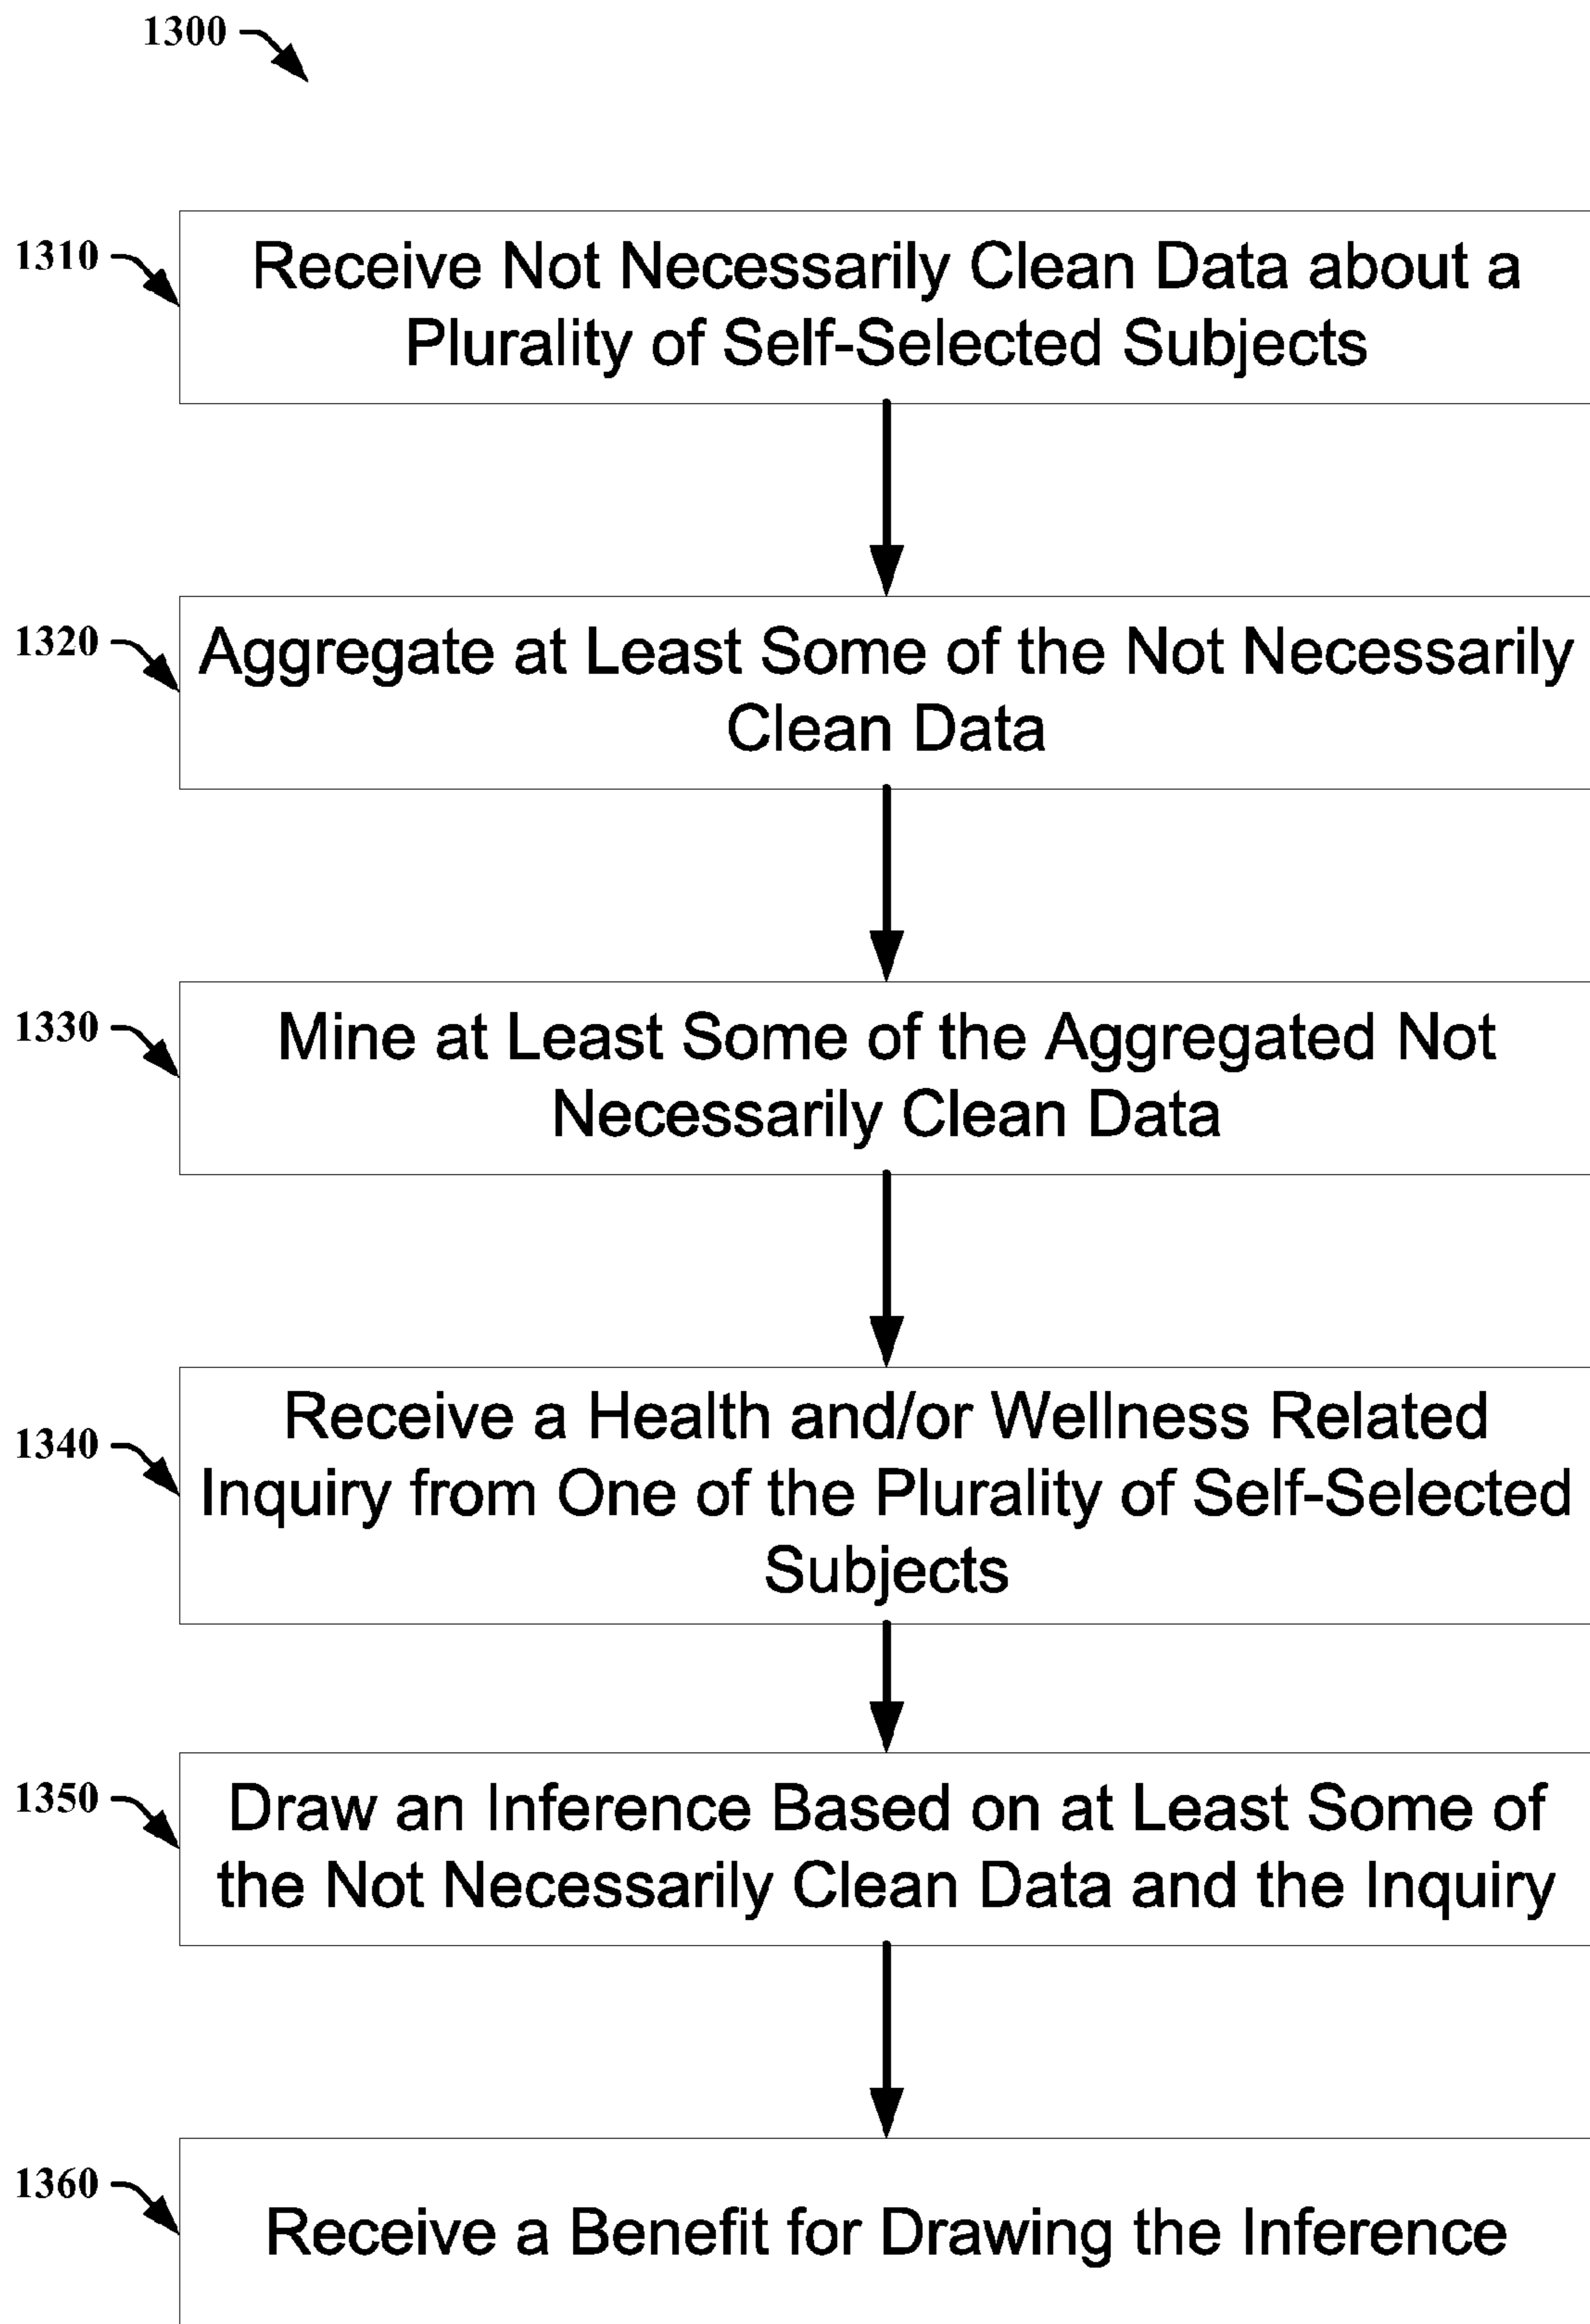 1300
1310
Receive Not Necessarily Clean Data about a
Plurality of Self-Selected Subjects
1320
Aggregate at Least Some of the Not Necessarily
Clean Data
1330
Mine at Least Some of the Aggregated Not
Necessarily Clean Data
1340
Receive a Health and/or Wellness Related
Inquiry from One of the Plurality of Self-Selected
Subjects
1350
Draw an Inference Based on at Least Some of
the Not Necessarily Clean Data and the Inquiry
1360
Receive a Benefit for Drawing the Inference